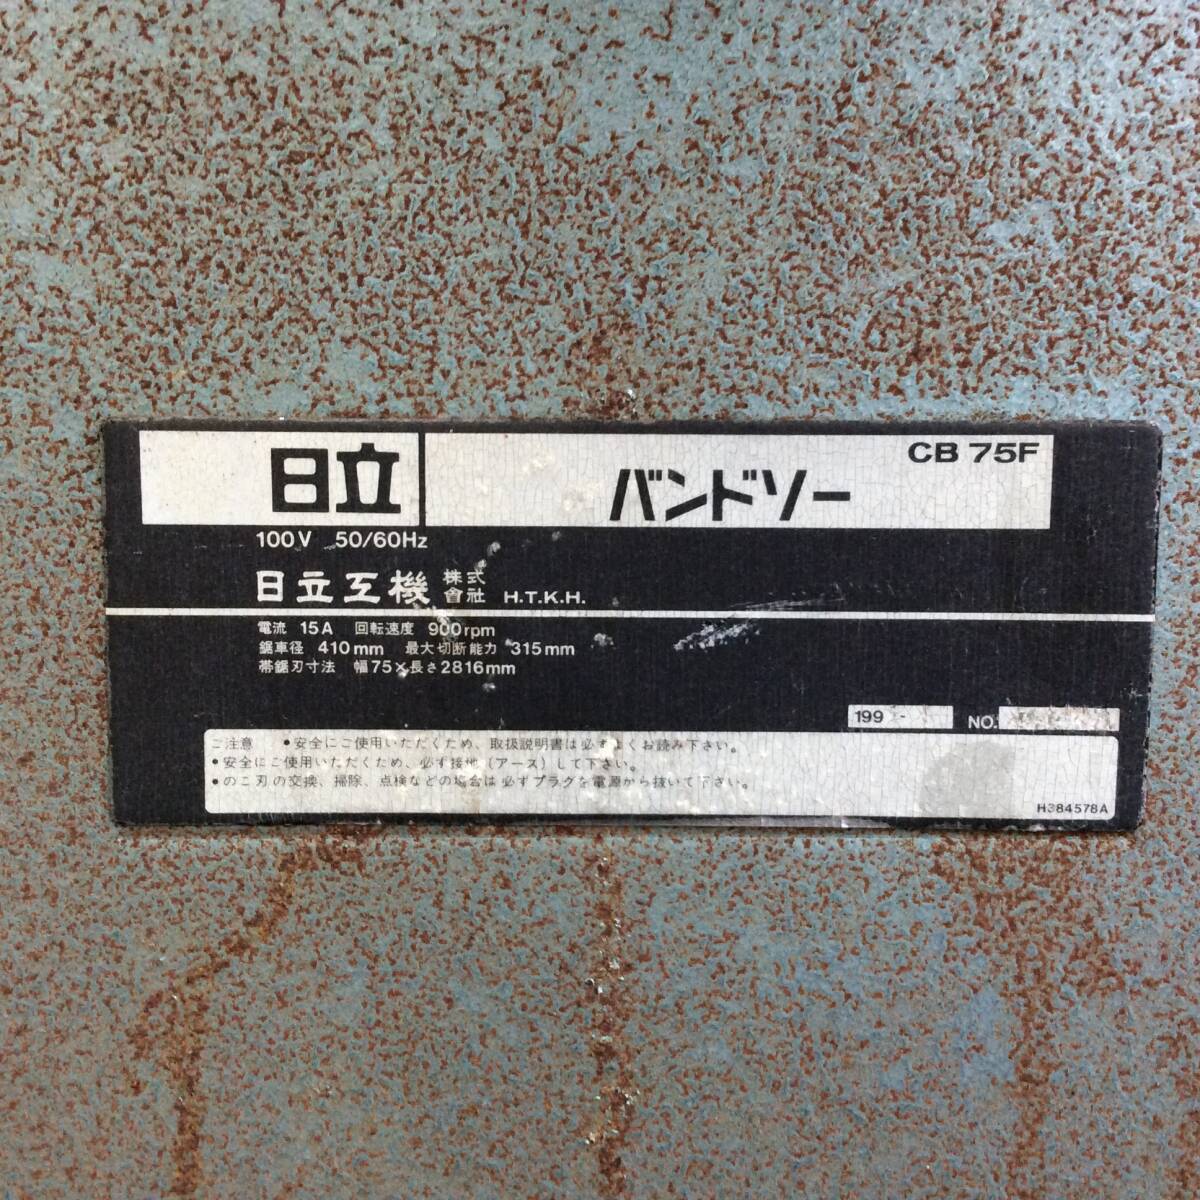 日立 バンドソー CB 75F
100V 50/60Hz
日立工機 株式會社 H.T.K.H.
電流 15A 回転速度 900rpm
鋸車径 410mm 最大切断能力 315mm
帯鋸刃寸法 幅75×長さ2816mm
199 - NO.
ご注意 •安全にご使用いただくため、取扱説明書は必ずよくお読み下さい。
•安全にご使用いただくため、必ず接地(アース)して下さい。
•のこ刃の交換、掃除、点検などの場合は必ずプラグを電源から抜いて下さい。
H384578A